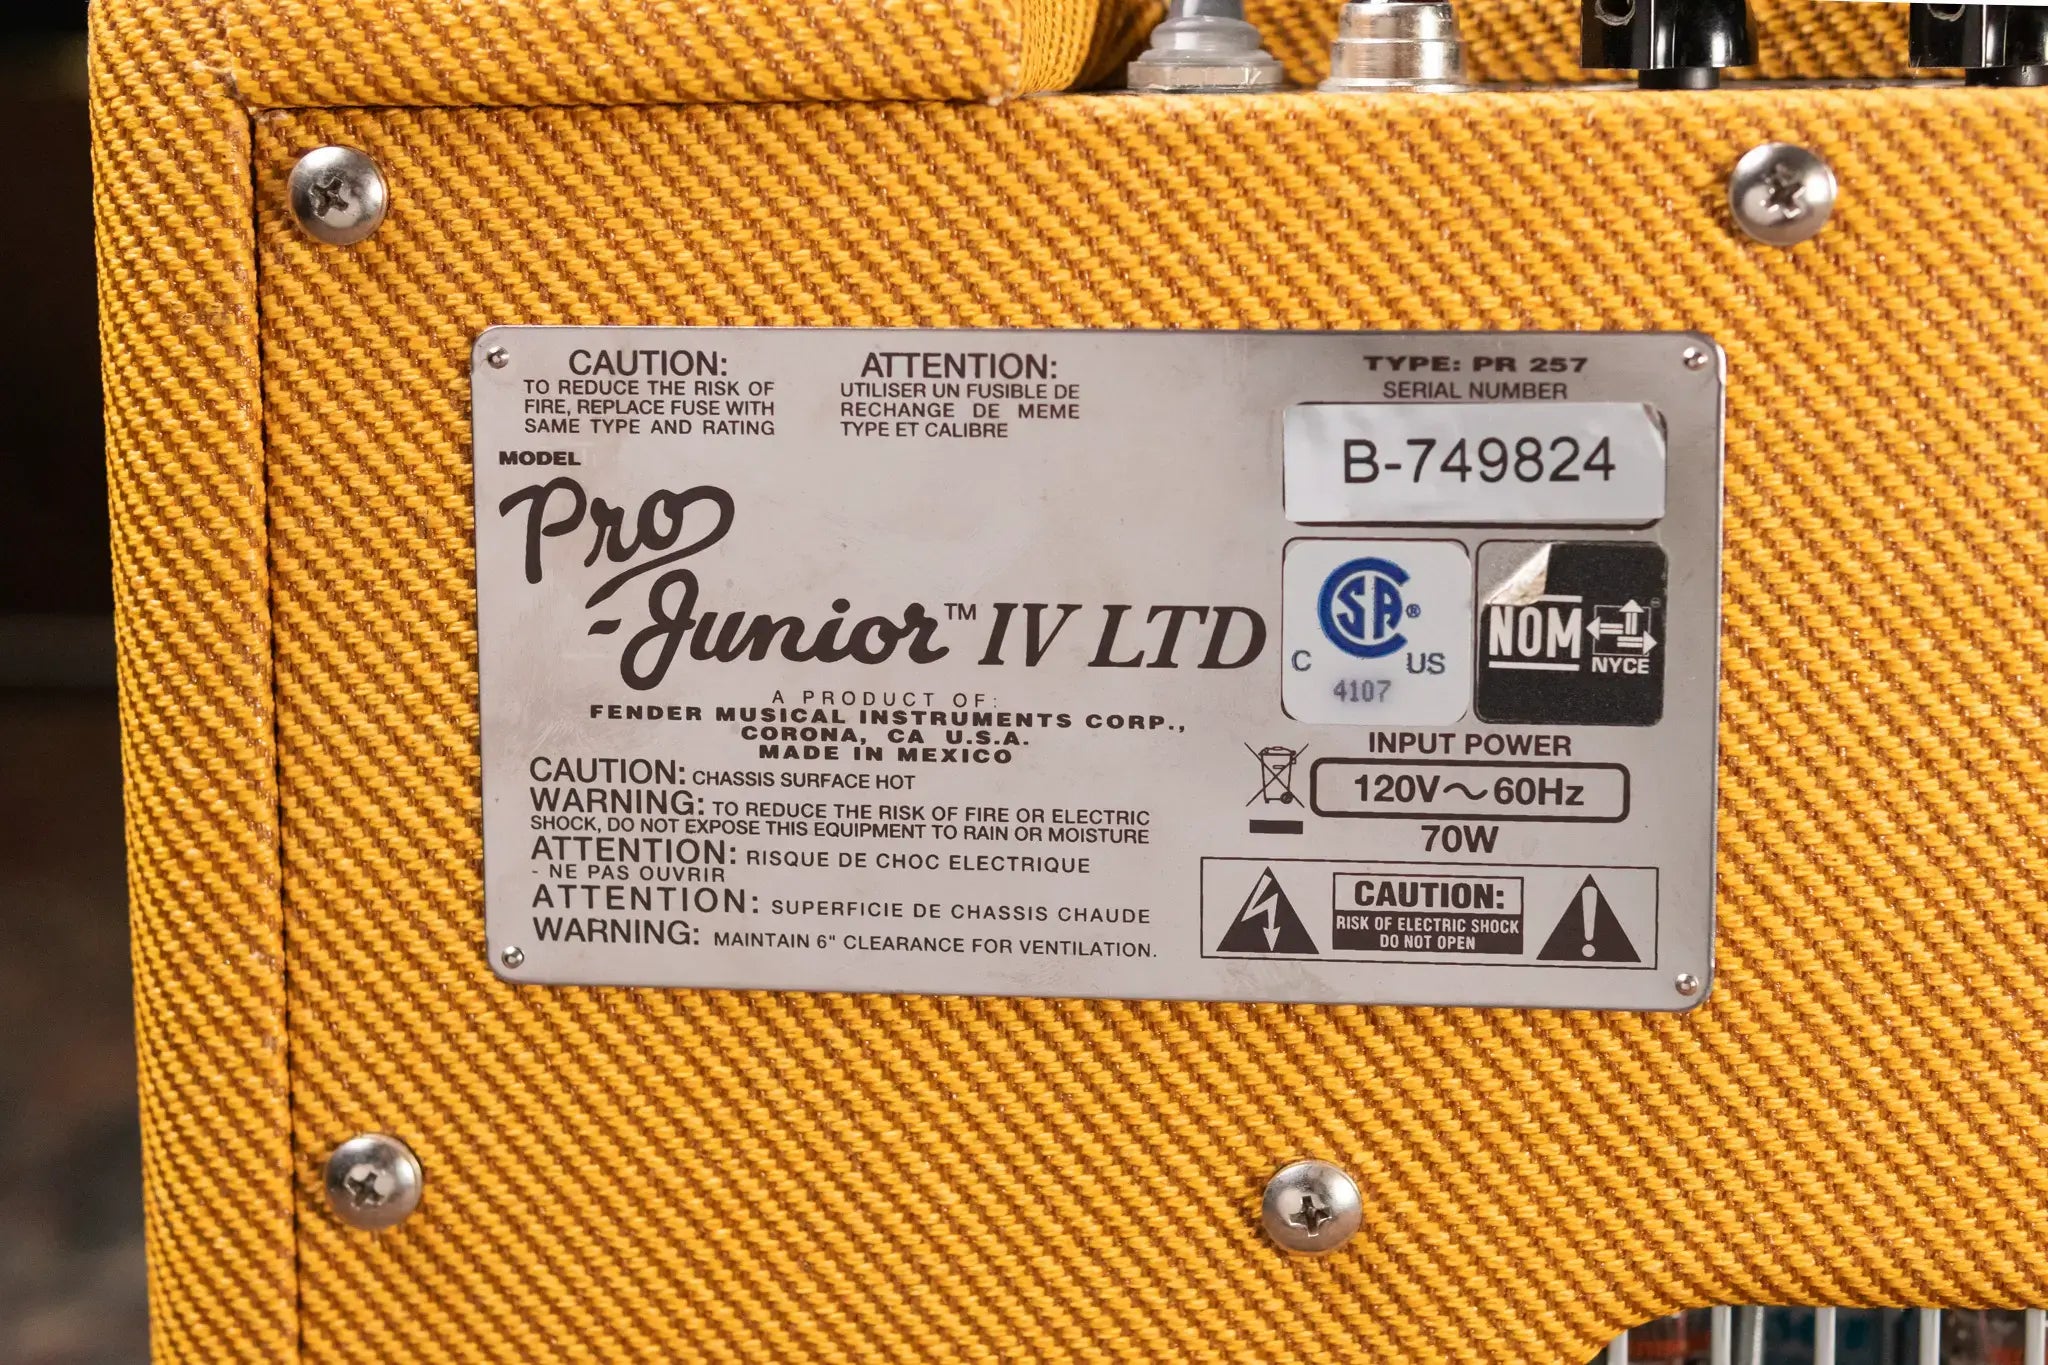 CAUTION:
TO REDUCE THE RISK OF
FIRE, REPLACE FUSE WITH
SAME TYPE AND RATING
ATTENTION:
UTILISER UN FUSIBLE DE
RECHANGE DE MEME
TYPE ET CALIBRE
TYPE: PR 257
SERIAL NUMBER
B-749824
MODEL
Pro
Junior™ IV LTD
CSA®
C US
4107
NOM
NYCE
A PRODUCT OF:
FENDER MUSICAL INSTRUMENTS CORP.,
CORONA, CA U.S.A.
MADE IN MEXICO
CAUTION: CHASSIS SURFACE HOT
WARNING: TO REDUCE THE RISK OF FIRE OR ELECTRIC
SHOCK, DO NOT EXPOSE THIS EQUIPMENT TO RAIN OR MOISTURE
ATTENTION: RISQUE DE CHOC ELECTRIQUE
- NE PAS OUVRIR
ATTENTION: SUPERFICIE DE CHASSIS CHAUDE
WARNING: MAINTAIN 6" CLEARANCE FOR VENTILATION.
INPUT POWER
120V～60Hz
70W
CAUTION:
RISK OF ELECTRIC SHOCK
DO NOT OPEN